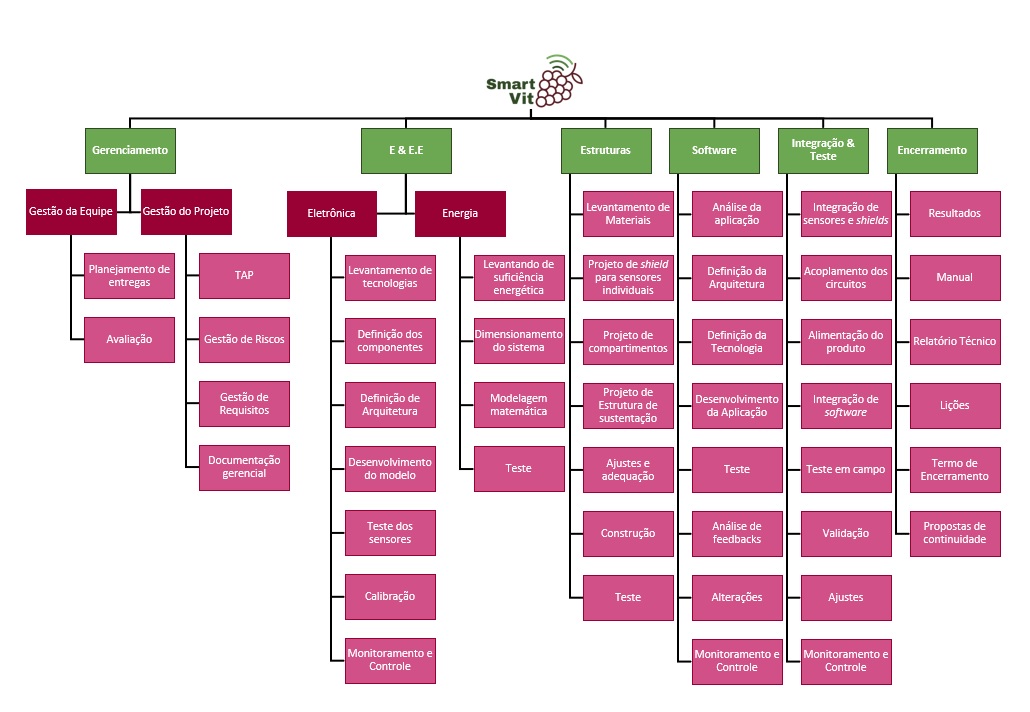 Smart
Vit
Gerenciamento
E & E.E
Estruturas
Software
Integração &
Teste
Encerramento
Gestão da Equipe
Gestão do Projeto
Planejamento de
entregas
Avaliação
TAP
Gestão de Riscos
Gestão de
Requisitos
Documentação
gerencial
Eletrônica
Energia
Levantamento de
tecnologias
Definição dos
componentes
Definição de
Arquitetura
Desenvolvimento
do modelo
Teste dos
sensores
Calibração
Monitoramento e
Controle
Levantando de
suficiência
energética
Dimensionamento
do sistema
Modelagem
matemática
Teste
Levantamento de
Materiais
Projeto de shield
para sensores
individuais
Projeto de
compartimentos
Projeto de
Estrutura de
sustentação
Ajustes e
adequação
Construção
Teste
Análise da
aplicação
Definição da
Arquitetura
Definição da
Tecnologia
Desenvolvimento
da Aplicação
Teste
Análise de
feedbacks
Alterações
Monitoramento e
Controle
Integração de
sensores e shields
Acoplamento dos
circuitos
Alimentação do
produto
Integração de
software
Teste em campo
Validação
Ajustes
Monitoramento e
Controle
Resultados
Manual
Relatório Técnico
Lições
Termo de
Encerramento
Propostas de
continuidade